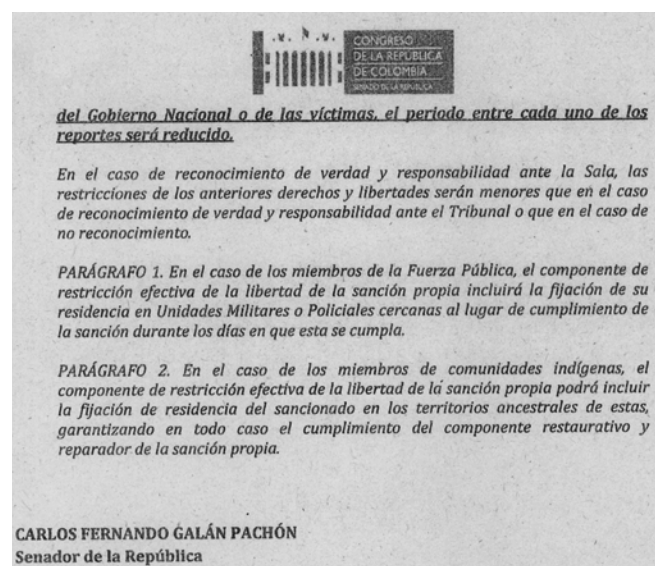 CONGRESO
DE LA REPÚBLICA
DE COLOMBIA
SENADO DE LA REPÚBLICA
del Gobierno Nacional o de las víctimas, el periodo entre cada uno de los
reportes será reducido.
En el caso de reconocimiento de verdad y responsabilidad ante la Sala, las
restricciones de los anteriores derechos y libertades serán menores que en el caso
de reconocimiento de verdad y responsabilidad ante el Tribunal o que en el caso de
no reconocimiento.
PARÁGRAFO 1. En el caso de los miembros de la Fuerza Pública, el componente de
restricción efectiva de la libertad de la sanción propia incluirá la fijación de su
residencia en Unidades Militares o Policiales cercanas al lugar de cumplimiento de
la sanción durante los días en que esta se cumpla.
PARÁGRAFO 2. En el caso de los miembros de comunidades indígenas, el
componente de restricción efectiva de la libertad de la sanción propia podrá incluir
la fijación de residencia del sancionado en los territorios ancestrales de estas,
garantizando en todo caso el cumplimiento del componente restaurativo y
reparador de la sanción propia.
CARLOS FERNANDO GALÁN PACHÓN
Senador de la República